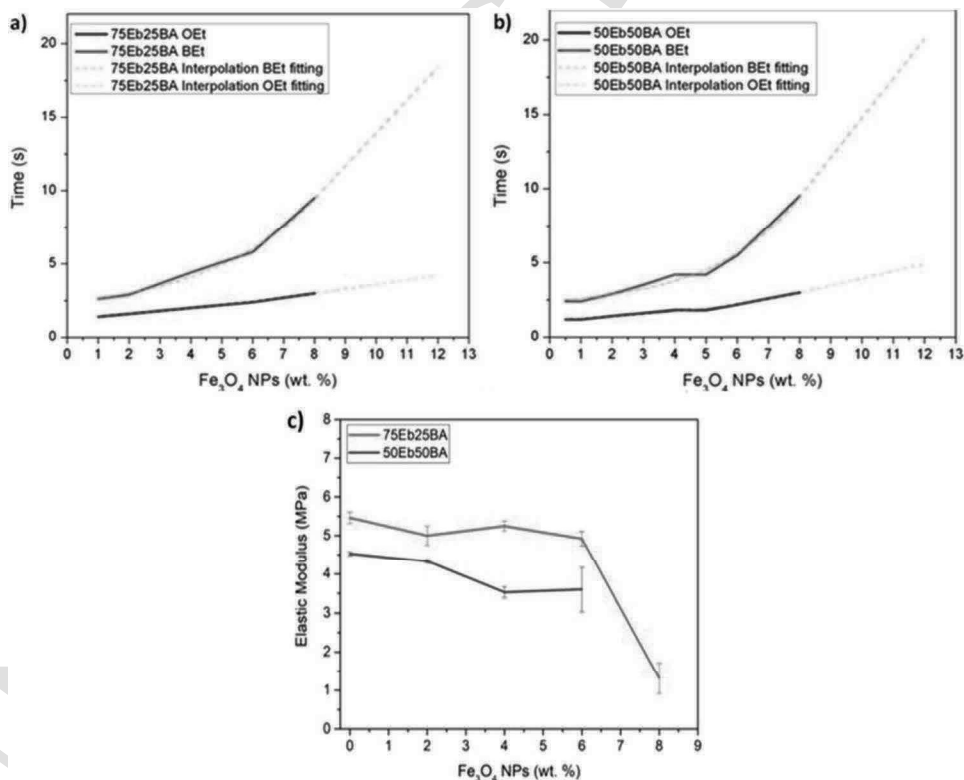 a)
75Eb25BA OEt
75Eb25BA BEt
75Eb25BA Interpolation BEt fitting
75Eb25BA Interpolation OEt fitting
20
15
10
5
0
Time (s)
0 1 2 3 4 5 6 7 8 9 10 11 12 13
Fe₃O₄ NPs (wt. %)
b)
50Eb50BA OEt
50Eb50BA BEt
50Eb50BA Interpolation BEt fitting
50Eb50BA Interpolation OEt fitting
20
15
10
5
0
Time (s)
0 1 2 3 4 5 6 7 8 9 10 11 12 13
Fe₃O₄ NPs (wt. %)
c)
75Eb25BA
50Eb50BA
8
7
6
5
4
3
2
1
0
Elastic Modulus (MPa)
0 1 2 3 4 5 6 7 8 9
Fe₃O₄ NPs (wt. %)